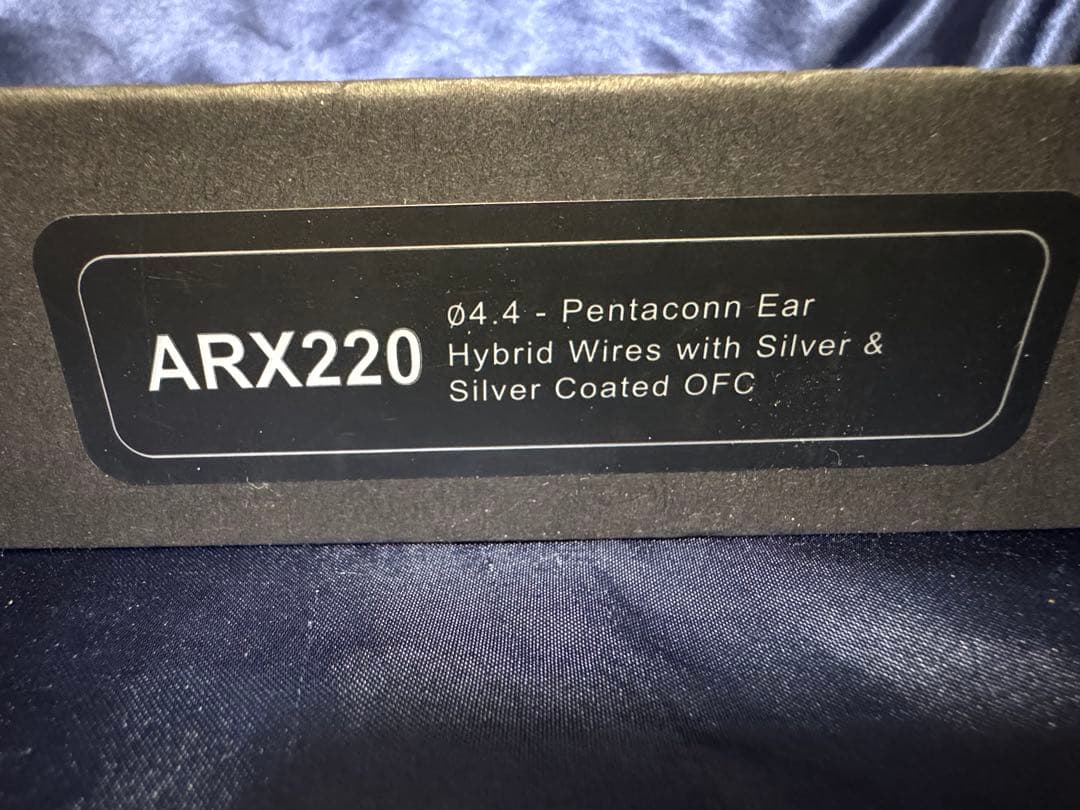 ARX220
Ø4.4 - Pentaconn Ear
Hybrid Wires with Silver &
Silver Coated OFC